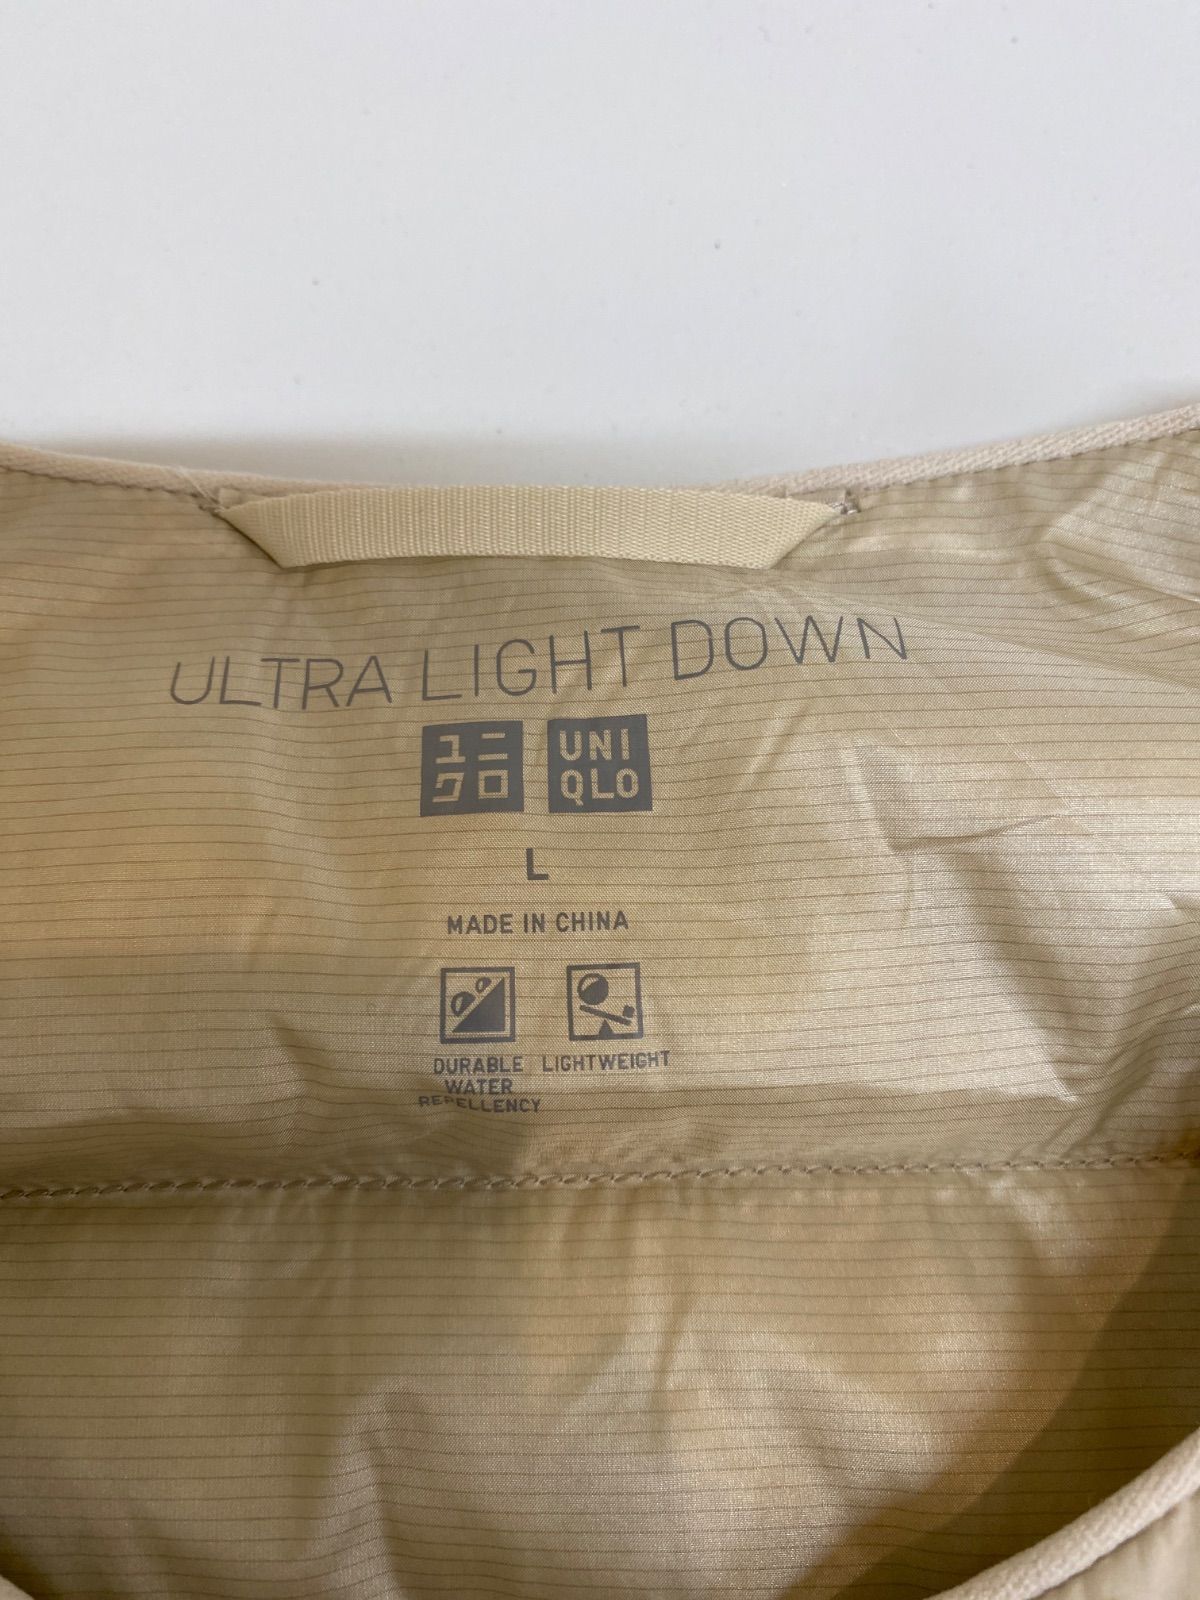 ULTRA LIGHT DOWN
ユニ
クロ
UNI
QLO
L
MADE IN CHINA
DURABLE
WATER
REPELLENCY
LIGHTWEIGHT